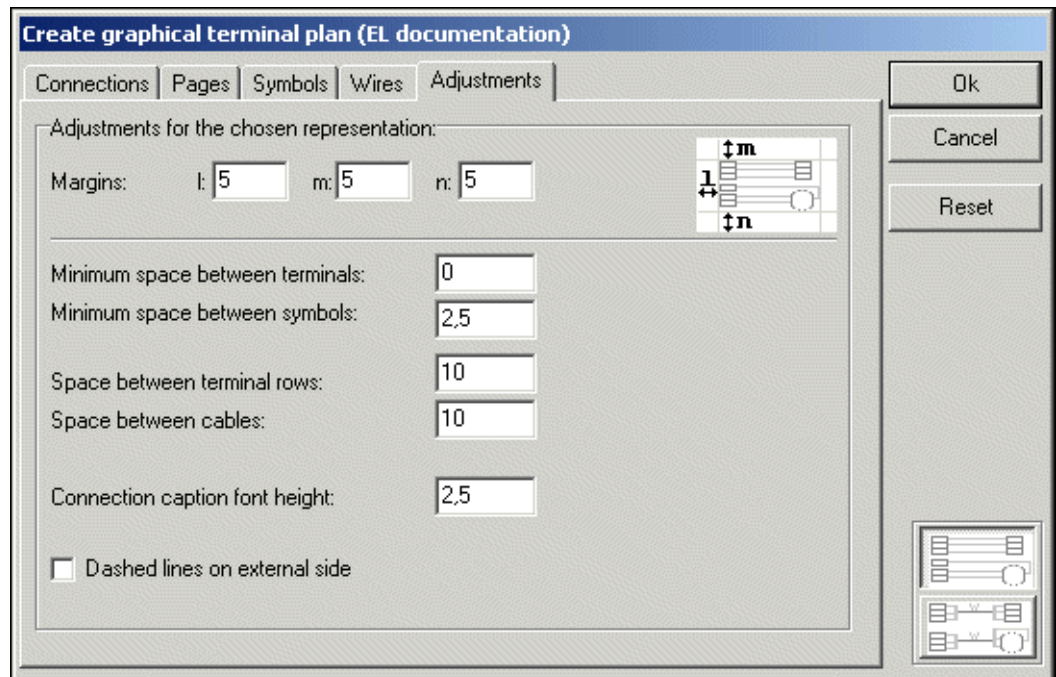 Create graphical terminal plan (EL documentation)
Connections Pages Symbols Wires Adjustments
Ok
Cancel
Reset
Adjustments for the chosen representation:
Margins: l: 5 m: 5 n: 5
m
l
n
Minimum space between terminals: 0
Minimum space between symbols: 2,5
Space between terminal rows: 10
Space between cables: 10
Connection caption font height: 2,5
Dashed lines on external side
W
W